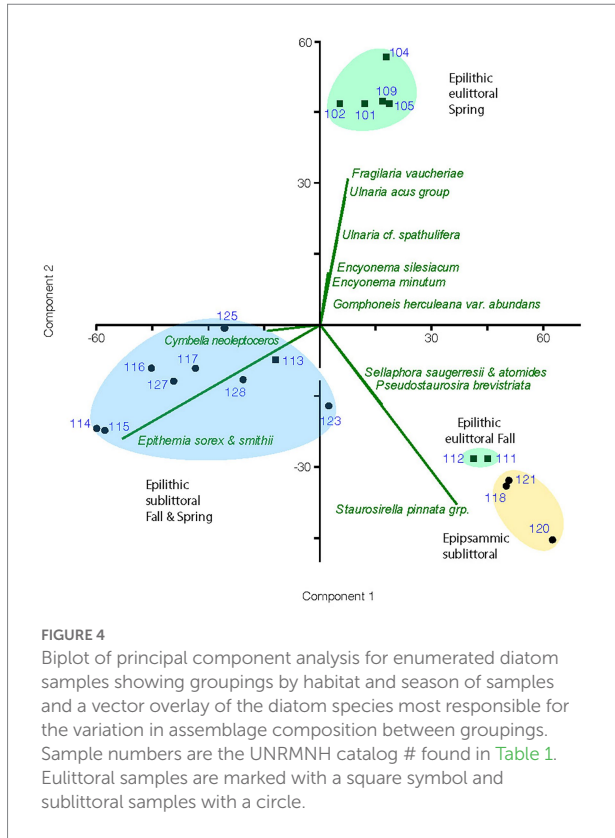 60
104
Epilithic
eulittoral
Spring
109
102
101
105
30
Fragilaria vaucheriae
Ulnaria acus group
Ulnaria cf. spathulifera
Component 2
Encyonema silesiacum
Encyonema minutum
Gomphoneis herculeana var. abundans
-60
125
30
60
Cymbella neoleptoceros
116
117
113
Sellaphora saugerresii & atomides
Pseudostaurosira brevistriata
127
128
123
114
115
Epithemia sorex & smithii
Epilithic
eulittoral Fall
112
111
-30
121
118
Epilithic
sublittoral
Fall & Spring
Staurosirella pinnata grp.
Epipsammic
sublittoral
120
Component 1
FIGURE 4
Biplot of principal component analysis for enumerated diatom
samples showing groupings by habitat and season of samples
and a vector overlay of the diatom species most responsible for
the variation in assemblage composition between groupings.
Sample numbers are the UNRMNH catalog # found in Table 1.
Eulittoral samples are marked with a square symbol and
sublittoral samples with a circle.